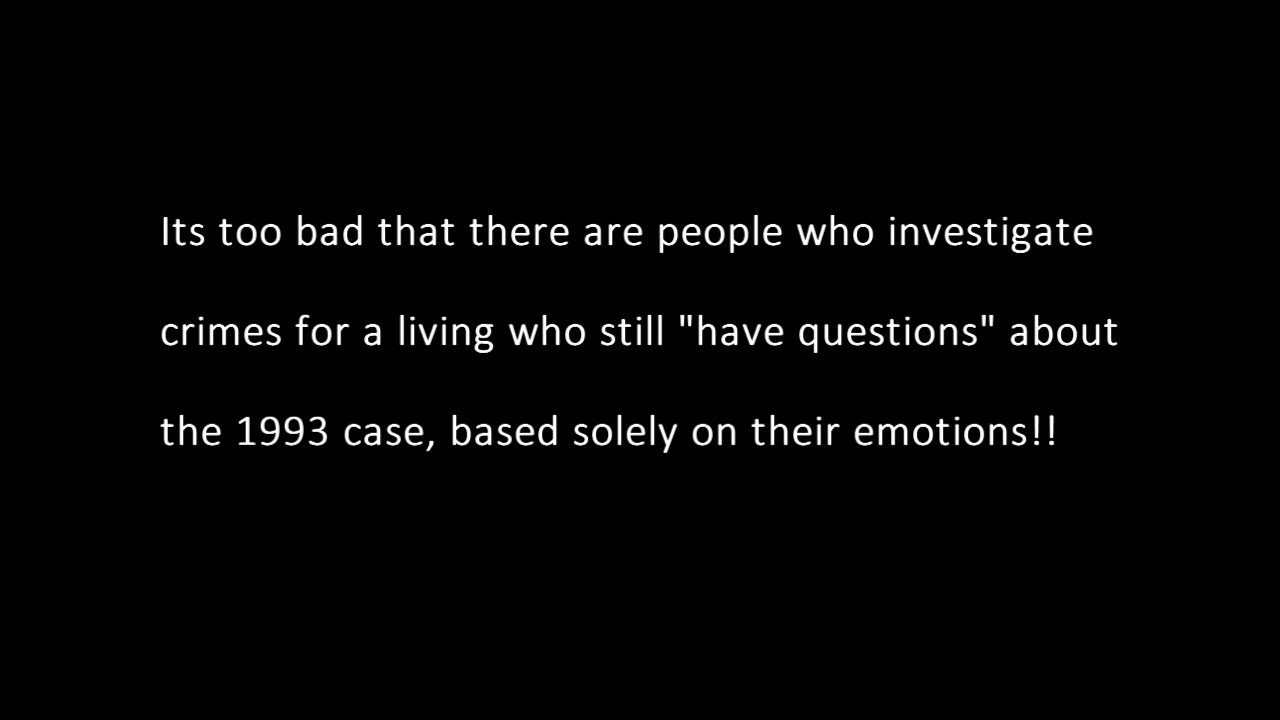 Its too bad that there are people who investigate
crimes for a living who still "have questions" about
the 1993 case, based solely on their emotions!!